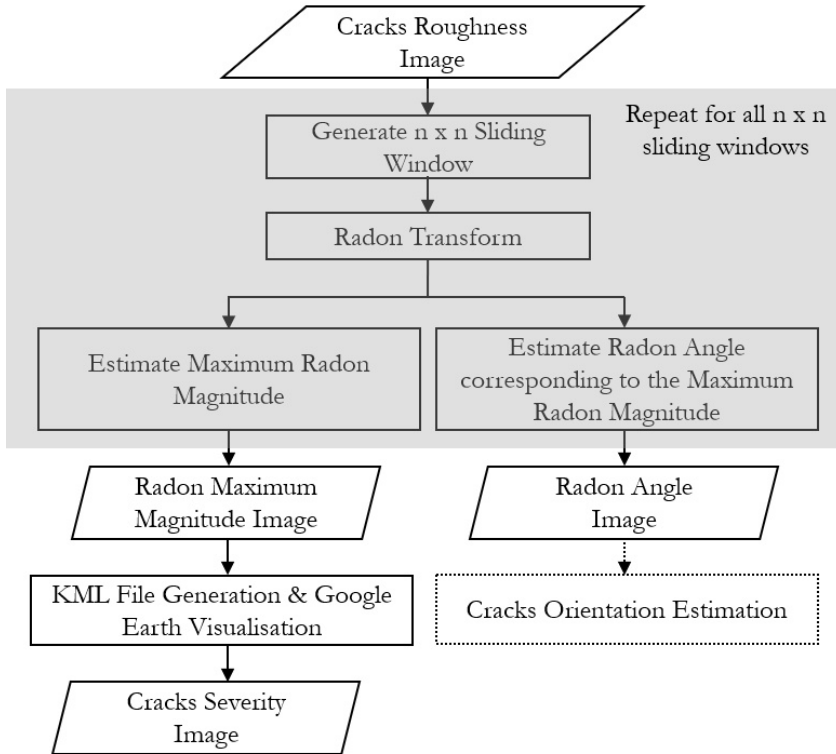 Cracks Roughness
Image
Repeat for all n x n
sliding windows
Generate n x n Sliding
Window
Radon Transform
Estimate Maximum Radon
Magnitude
Estimate Radon Angle
corresponding to the Maximum
Radon Magnitude
Radon Maximum
Magnitude Image
Radon Angle
Image
KML File Generation & Google
Earth Visualisation
Cracks Orientation Estimation
Cracks Severity
Image